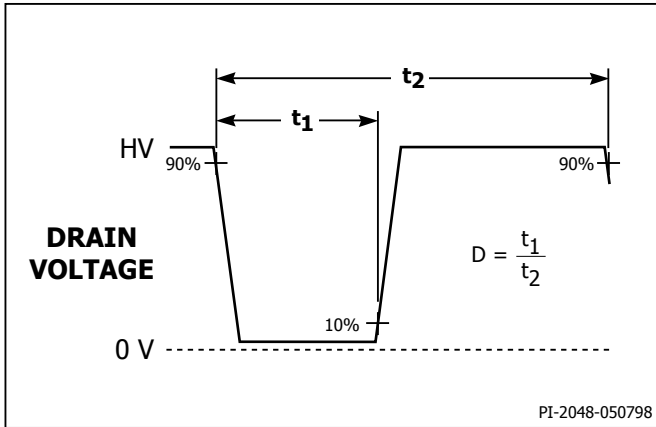 t2
t1
HV
90%
90%
DRAIN
VOLTAGE
D = t1
t2
10%
0 V
PI-2048-050798